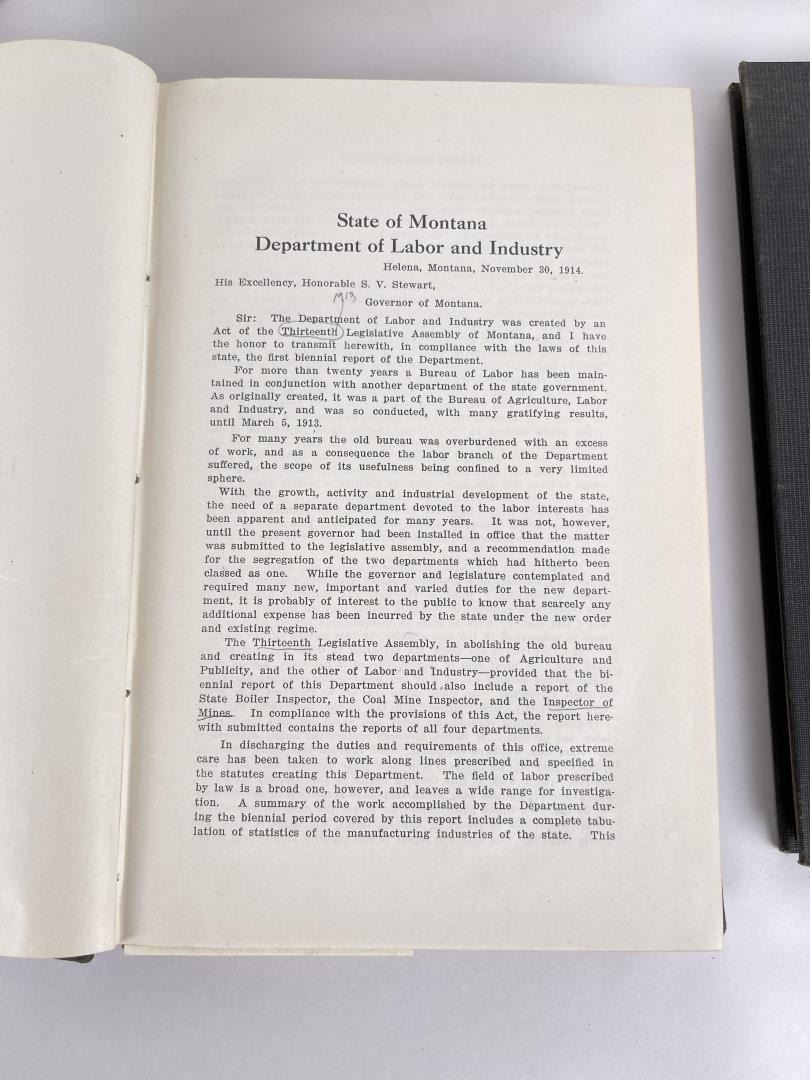 State of Montana
Department of Labor and Industry
Helena, Montana, November 30, 1914.
His Excellency, Honorable S. V. Stewart,
1913
Governor of Montana.
Sir: The Department of Labor and Industry was created by an
Act of the Thirteenth Legislative Assembly of Montana, and I have
the honor to transmit herewith, in compliance with the laws of this
state, the first biennial report of the Department.
For more than twenty years a Bureau of Labor has been main-
tained in conjunction with another department of the state government.
As originally created, it was a part of the Bureau of Agriculture, Labor
and Industry, and was so conducted, with many gratifying results,
until March 5, 1913.
For many years the old bureau was overburdened with an excess
of work, and as a consequence the labor branch of the Department
suffered, the scope of its usefulness being confined to a very limited
sphere.
With the growth, activity and industrial development of the state,
the need of a separate department devoted to the labor interests has
been apparent and anticipated for many years. It was not, however,
until the present governor had been installed in office that the matter
was submitted to the legislative assembly, and a recommendation made
for the segregation of the two departments which had hitherto been
classed as one. While the governor and legislature contemplated and
required many new, important and varied duties for the new depart-
ment, it is probably of interest to the public to know that scarcely any
additional expense has been incurred by the state under the new order
and existing regime.
The Thirteenth Legislative Assembly, in abolishing the old bureau
and creating in its stead two departments—one of Agriculture and
Publicity, and the other of Labor and Industry—provided that the bi-
ennial report of this Department should also include a report of the
State Boiler Inspector, the Coal Mine Inspector, and the Inspector of
Mines. In compliance with the provisions of this Act, the report here-
with submitted contains the reports of all four departments.
In discharging the duties and requirements of this office, extreme
care has been taken to work along lines prescribed and specified in
the statutes creating this Department. The field of labor prescribed
by law is a broad one, however, and leaves a wide range for investiga-
tion. A summary of the work accomplished by the Department dur-
ing the biennial period covered by this report includes a complete tabu-
lation of statistics of the manufacturing industries of the state. This